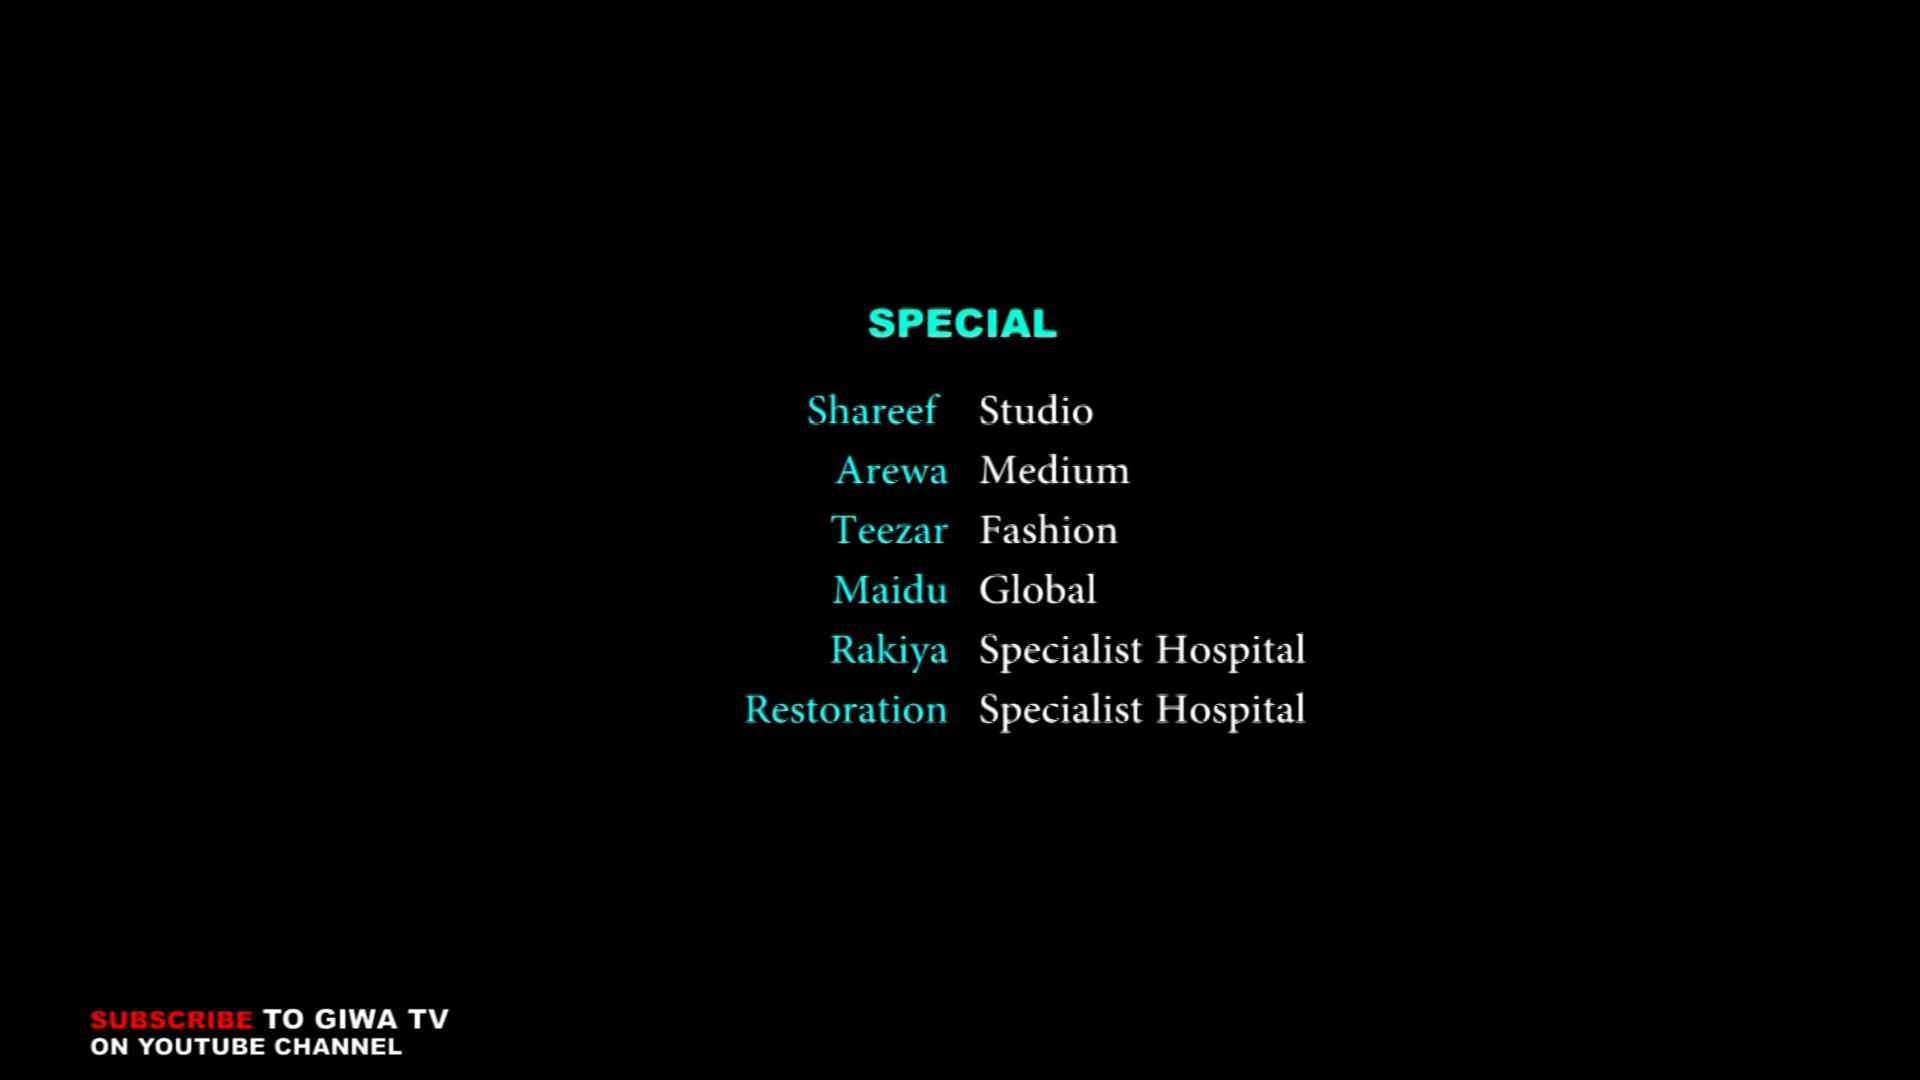 SPECIAL
Shareef Studio
Arewa Medium
Teezar Fashion
Maidu Global
Rakiya Specialist Hospital
Restoration Specialist Hospital
SUBSCRIBE TO GIWA TV
ON YOUTUBE CHANNEL